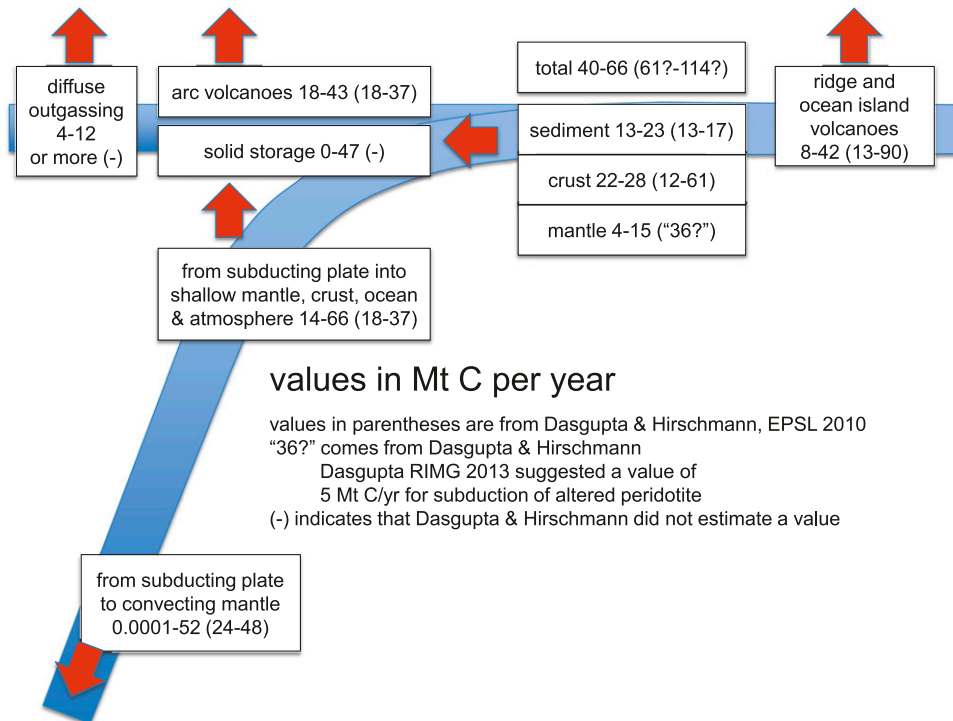 diffuse
outgassing
4-12
or more (-)
arc volcanoes 18-43 (18-37)
solid storage 0-47 (-)
total 40-66 (61?-114?)
sediment 13-23 (13-17)
crust 22-28 (12-61)
mantle 4-15 (“36?”)
ridge and
ocean island
volcanoes
8-42 (13-90)
from subducting plate into
shallow mantle, crust, ocean
& atmosphere 14-66 (18-37)
values in Mt C per year
values in parentheses are from Dasgupta & Hirschmann, EPSL 2010
“36?” comes from Dasgupta & Hirschmann
Dasgupta RIMG 2013 suggested a value of
5 Mt C/yr for subduction of altered peridotite
(-) indicates that Dasgupta & Hirschmann did not estimate a value
from subducting plate
to convecting mantle
0.0001-52 (24-48)